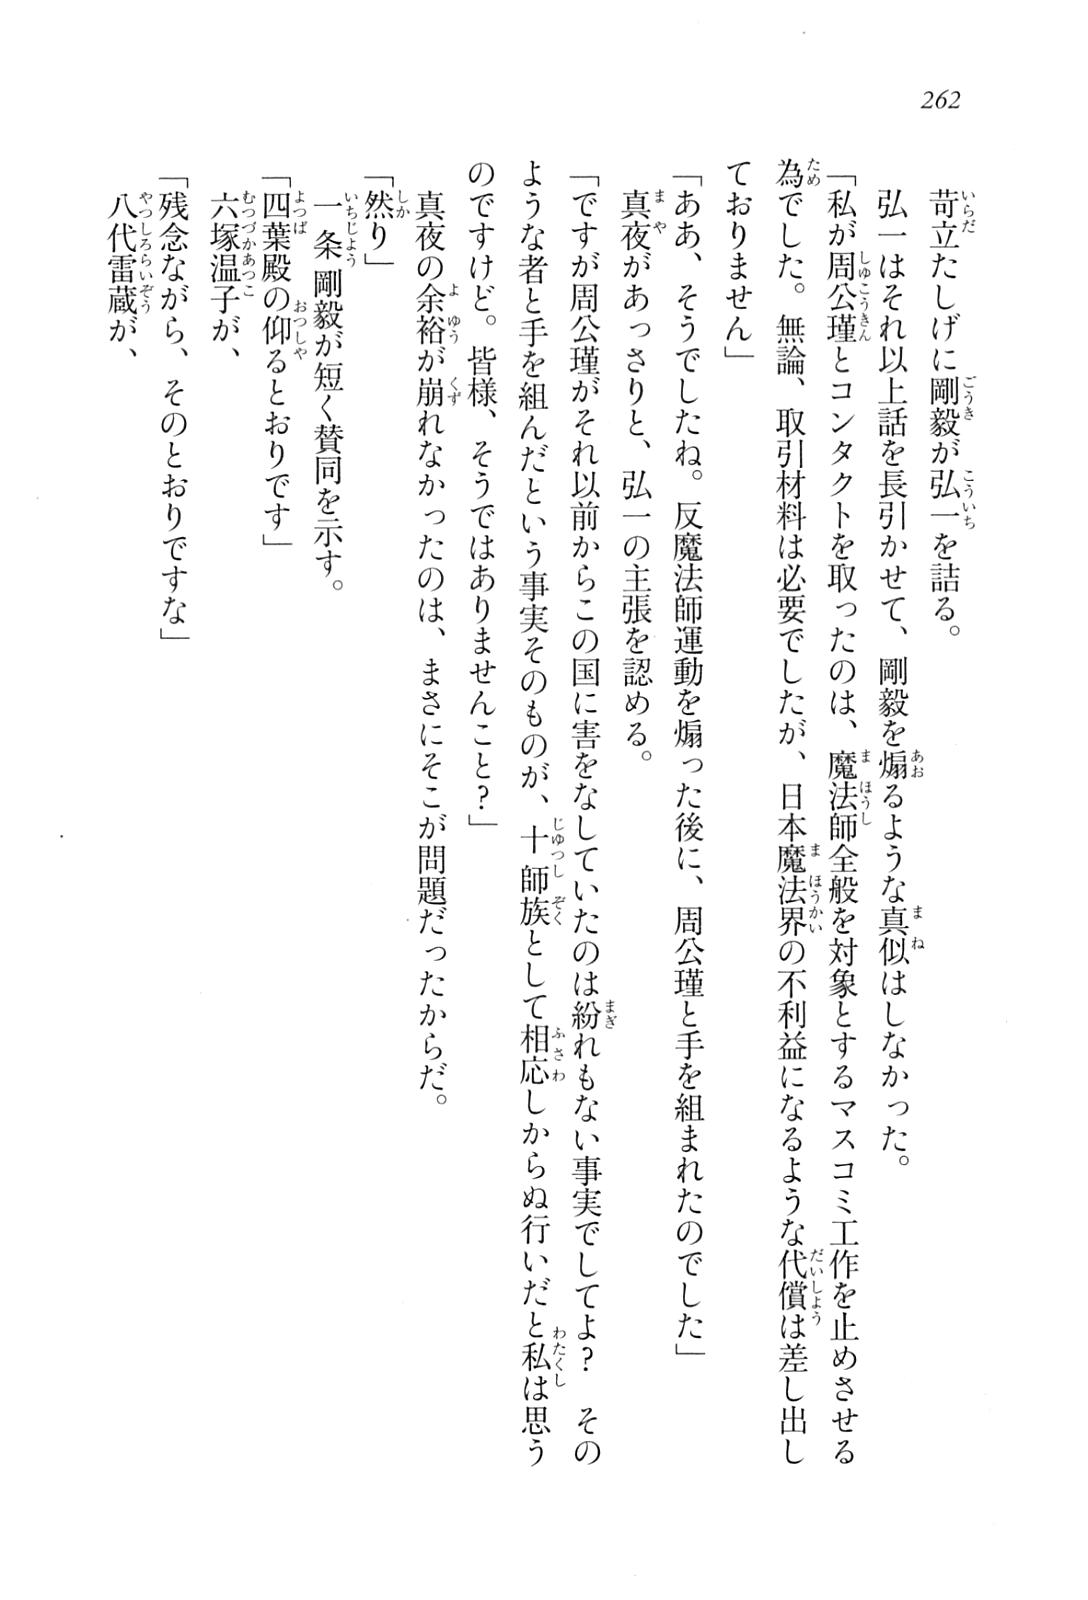 262
苛立たしげに剛毅が弘一を詰る。
弘一はそれ以上話を長引かせて、剛毅を煽るような真似はしなかった。
「私が周公瑾とコンタクトを取ったのは、魔法師全般を対象とするマスコミ工作を止めさせる
為でした。無論、取引材料は必要でしたが、日本魔法界の不利益になるような代償は差し出し
ておりません」
「ああ、そうでしたね。反魔法師運動を煽った後に、周公瑾と手を組まれたのでした」
真夜があっさりと、弘一の主張を認める。
「ですが周公瑾がそれ以前からこの国に害をなしていたのは紛れもない事実でしてよ? その
ような者と手を組んだという事実そのものが、十師族として相応しからぬ行いだと私は思う
のですけど。皆様、そうではありませんこと?」
真夜の余裕が崩れなかったのは、まさにそこが問題だったからだ。
「然り」
一条剛毅が短く賛同を示す。
「四葉殿の仰るとおりです」
六塚温子が、
「残念ながら、そのとおりですな」
八代雷蔵が、